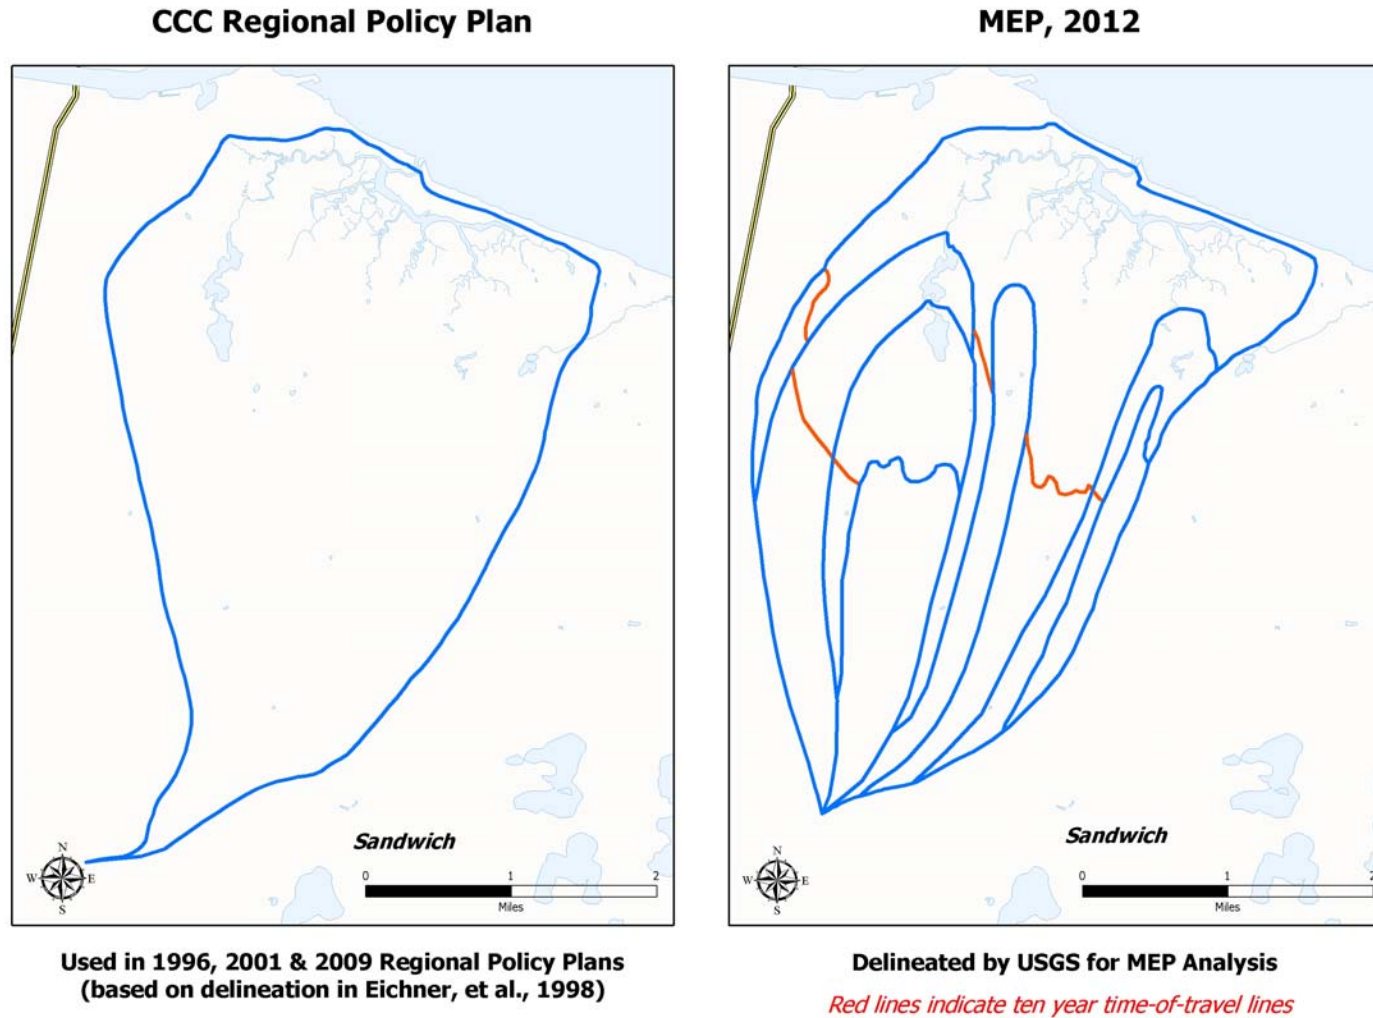 CCC Regional Policy Plan
MEP, 2012
Sandwich
N
W
E
S
0
1
2
Miles
Sandwich
N
W
E
S
0
1
2
Miles
Used in 1996, 2001 & 2009 Regional Policy Plans
(based on delineation in Eichner, et al., 1998)
Delineated by USGS for MEP Analysis
Red lines indicate ten year time-of-travel lines